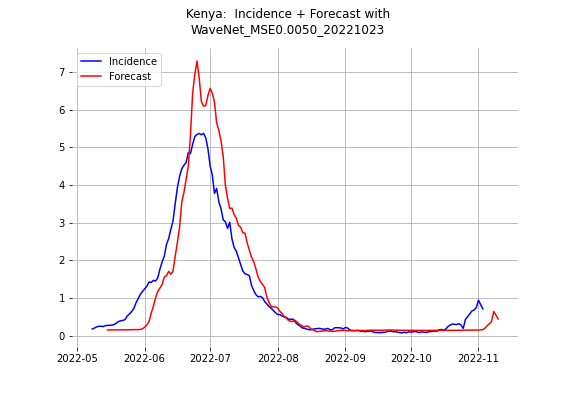 Kenya:  Incidence + Forecast with
WaveNet_MSE0.0050_20221023
Incidence
Forecast
7
6
5
4
3
2
1
0
2022-05 2022-06 2022-07 2022-08 2022-09 2022-10 2022-11